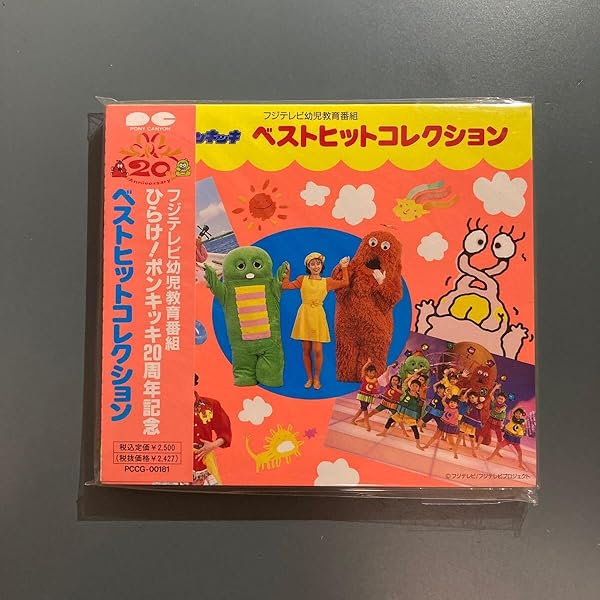 PONY CANYON
20
Anniversary
フジテレビ幼児教育番組
ひらけ!ポンキッキ20周年記念
ベストヒットコレクション
税込定価¥2,500
(税抜価格¥2,427)
PCCG-00181
フジテレビ幼児教育番組
ンキッキ ベストヒットコレクション
©フジテレビ/フジテレビプロジェクト